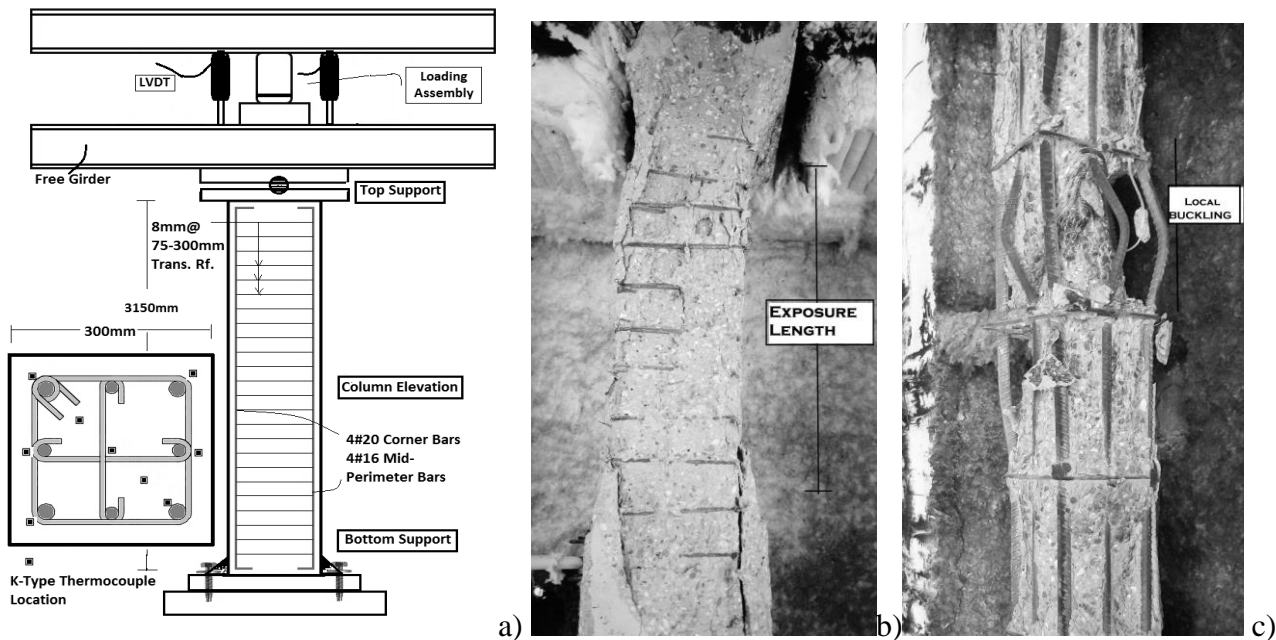 LVDT
Loading
Assembly
Free Girder
Top Support
8mm@
75-300mm
Trans. Rf.
3150mm
300mm
Column Elevation
4#20 Corner Bars
4#16 Mid-
Perimeter Bars
Bottom Support
K-Type Thermocouple
Location
a)
EXPOSURE
LENGTH
b)
LOCAL
BUCKLING
c)